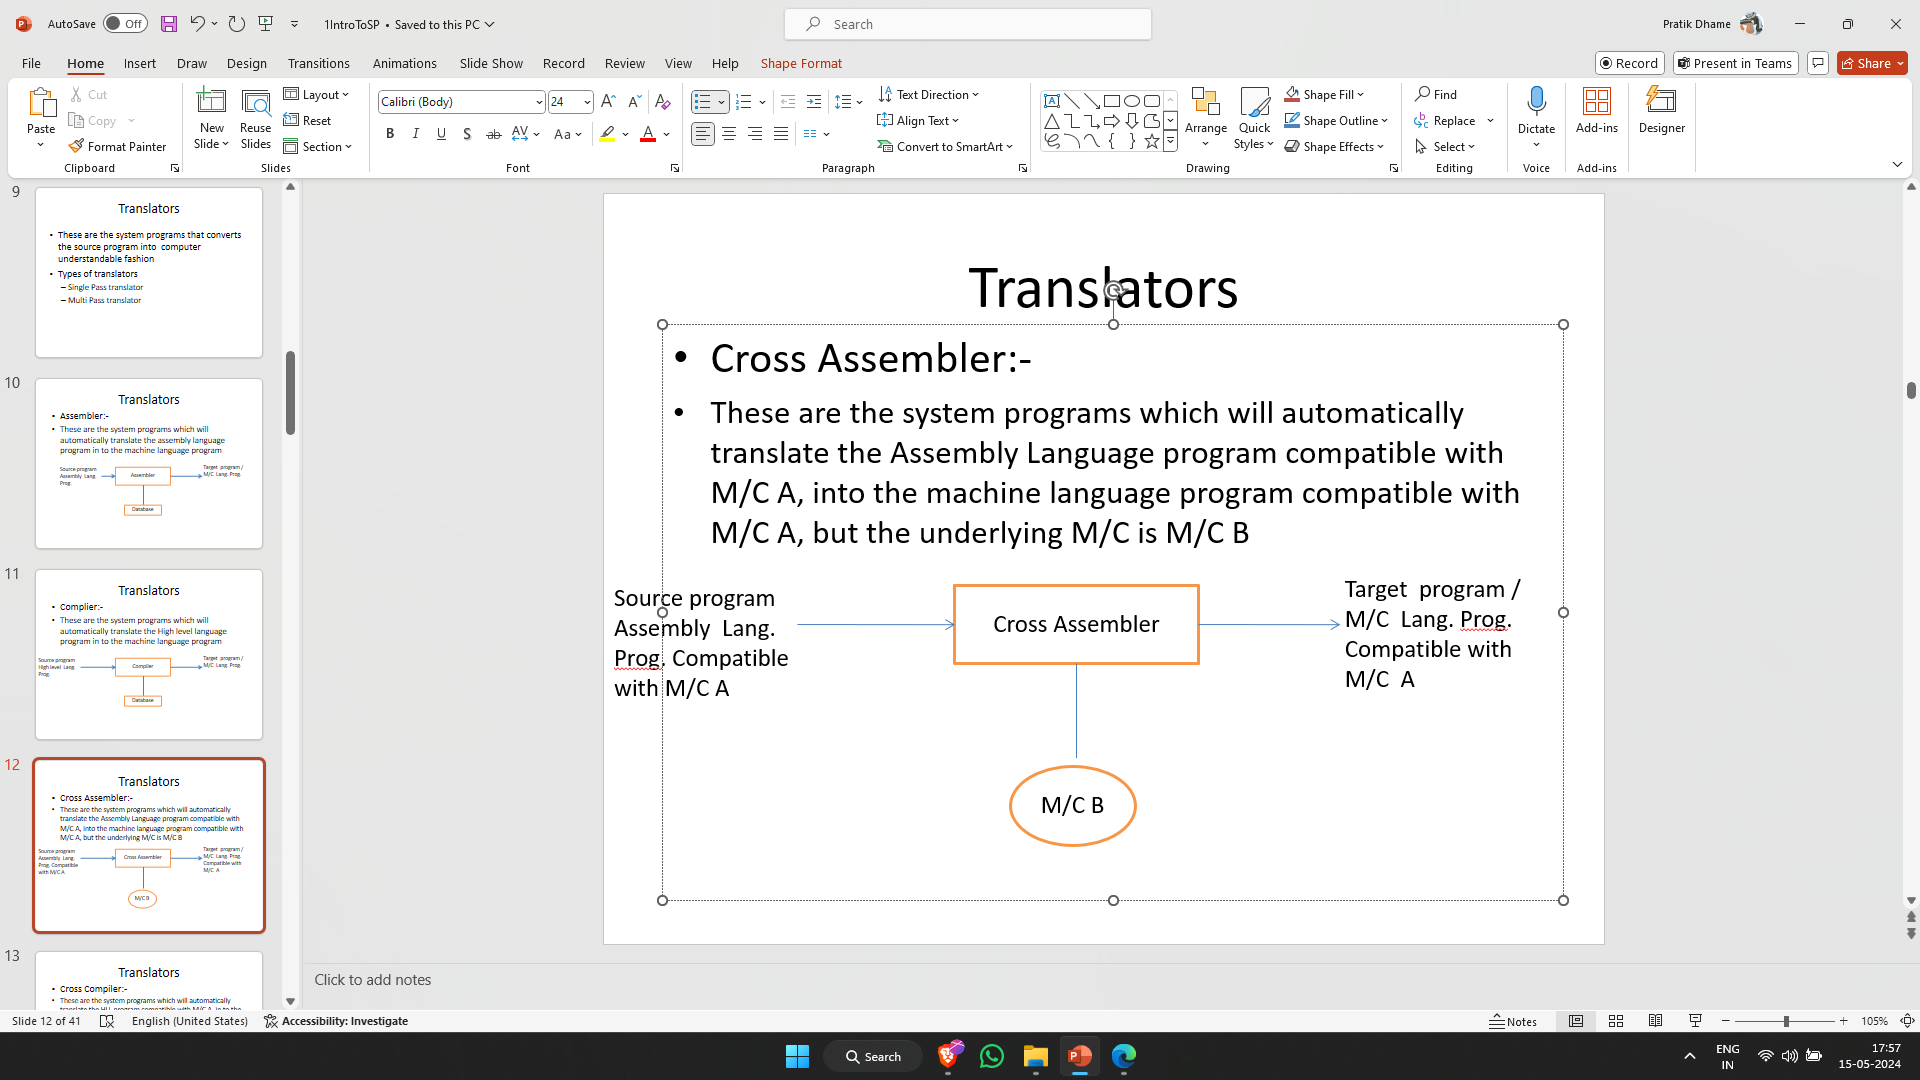 AutoSave Off 1IntroToSP • Saved to this PC Search Pratik Dhame
File Home Insert Draw Design Transitions Animations Slide Show Record Review View Help Shape Format Record Present in Teams Share
Paste
Cut
Copy
Format Painter
Clipboard
New
Slide
Reuse
Slides
Layout
Reset
Section
Slides
Calibri (Body) 24
B I U S ab AV Aa A
Font
Text Direction
Align Text
Convert to SmartArt
Paragraph
Arrange
Quick
Styles
Shape Fill
Shape Outline
Shape Effects
Drawing
Find
Replace
Select
Editing
Dictate
Voice
Add-ins
Add-ins
Designer
9
Translators
• These are the system programs that converts
the source program into computer
understandable fashion
• Types of translators
– Single Pass translator
– Multi Pass translator
10
Translators
• Assembler:-
• These are the system programs which will
automatically translate the assembly language
program in to the machine language program
Source program
Assembly Lang.
Prog.
Assembler
Target program /
M/C Lang. Prog.
Database
11
Translators
• Complier:-
• These are the system programs which will
automatically translate the High level language
program in to the machine language program
Source program
High level Lang.
Prog.
Compiler
Target program /
M/C Lang. Prog.
Database
12
Translators
• Cross Assembler:-
• These are the system programs which will automatically
translate the Assembly Language program compatible with
M/C A, into the machine language program compatible with
M/C A, but the underlying M/C is M/C B
Source program
Assembly Lang.
Prog. Compatible
with M/C A
Cross Assembler
Target program /
M/C Lang. Prog.
Compatible with
M/C A
M/C B
13
Translators
• Cross Compiler:-
• These are the system programs which will automatically
Translators
• Cross Assembler:-
• These are the system programs which will automatically
translate the Assembly Language program compatible with
M/C A, into the machine language program compatible with
M/C A, but the underlying M/C is M/C B
Source program
Assembly Lang.
Prog. Compatible
with M/C A
Cross Assembler
Target program /
M/C Lang. Prog.
Compatible with
M/C A
M/C B
Click to add notes
Slide 12 of 41 English (United States) Accessibility: Investigate Notes 105%
Search
ENG
IN
17:57
15-05-2024